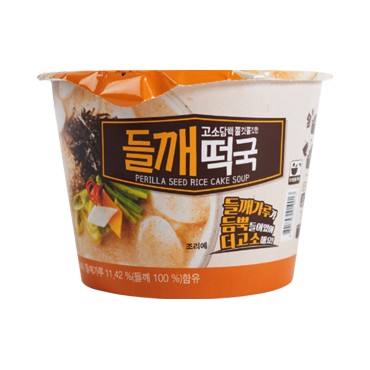 고소담백 쫄깃쫄깃한
들깨떡국
PERILLA SEED RICE CAKE SOUP
들깨가루가
듬뿍 들어있어
더 고소해요!
조리예
들깨가루 11.42 %(들깨 100 %)함유